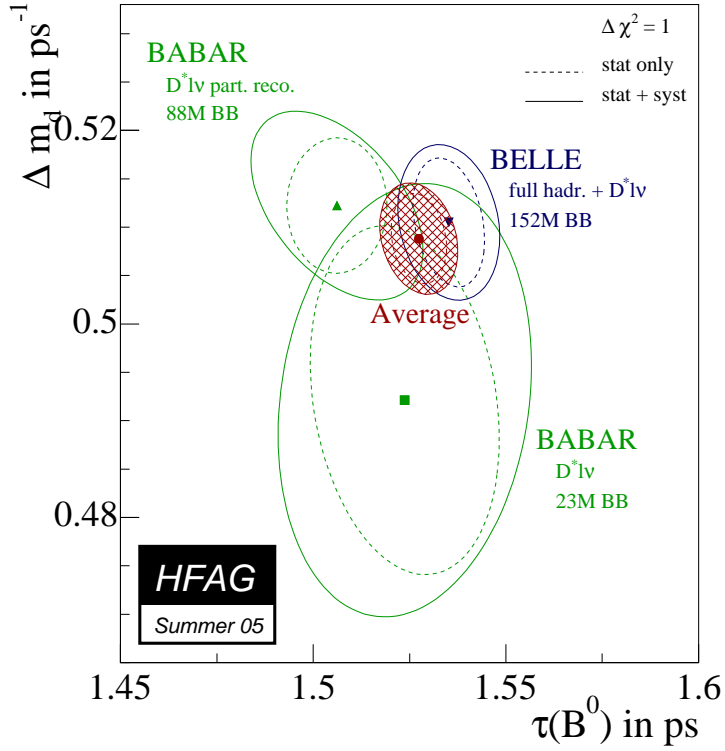 Δ m_d in ps⁻¹
Δ χ² = 1
stat only
stat + syst
BABAR
D*lν part. reco.
88M BB
BELLE
full hadr. + D*lν
152M BB
Average
BABAR
D*lν
23M BB
HFAG
Summer 05
0.52
0.5
0.48
1.45
1.5
1.55
1.6
τ(B⁰) in ps